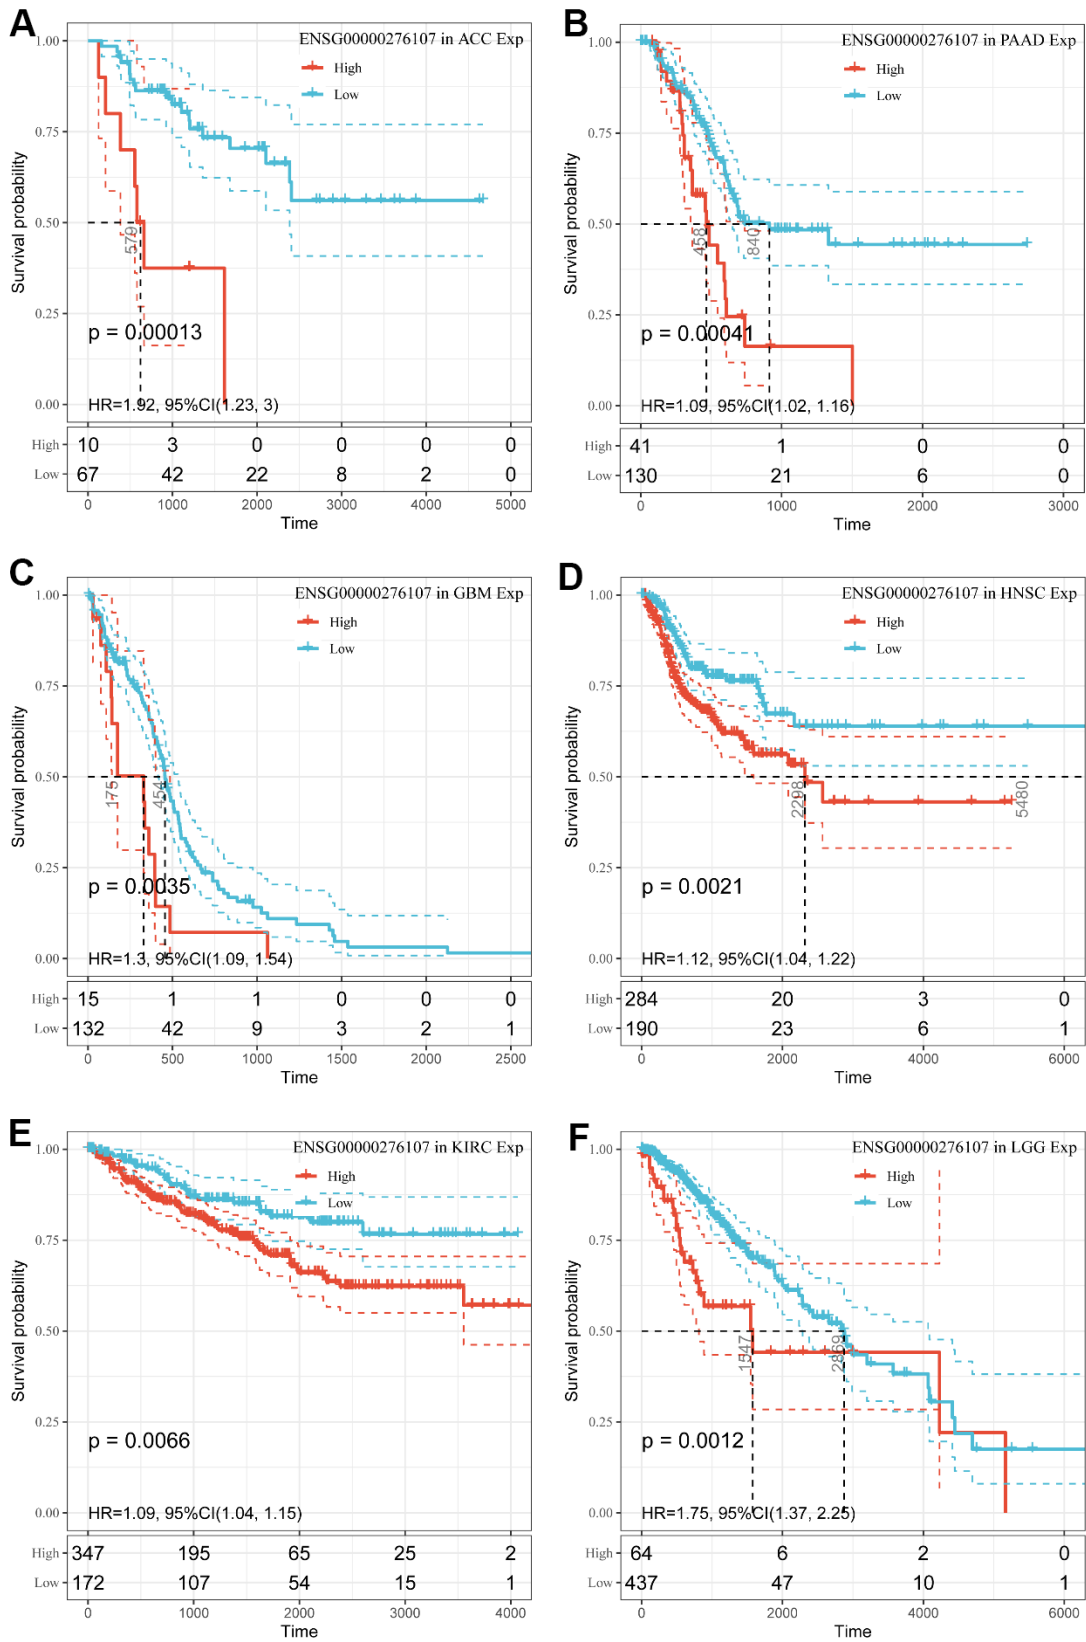 A
ENSG00000276107 in ACC Exp
High
Low
Survival probability
1.00
0.75
0.50
0.25
0.00
579
p = 0.00013
HR=1.92, 95%CI(1.23, 3)
High 10 3 0 0 0 0
Low 67 42 22 8 2 0
0 1000 2000 3000 4000 5000
Time
B
ENSG00000276107 in PAAD Exp
High
Low
Survival probability
1.00
0.75
0.50
0.25
0.00
458
840
p = 0.00041
HR=1.09, 95%CI(1.02, 1.16)
High 41 1 0 0
Low 130 21 6 0
0 1000 2000 3000
Time
C
ENSG00000276107 in GBM Exp
High
Low
Survival probability
1.00
0.75
0.50
0.25
0.00
175
454
p = 0.0035
HR=1.3, 95%CI(1.09, 1.54)
High 15 1 1 0 0 0
Low 132 42 9 3 2 1
0 500 1000 1500 2000 2500
Time
D
ENSG00000276107 in HNSC Exp
High
Low
Survival probability
1.00
0.75
0.50
0.25
0.00
2298
5480
p = 0.0021
HR=1.12, 95%CI(1.04, 1.22)
High 284 20 3 0
Low 190 23 6 1
0 2000 4000 6000
Time
E
ENSG00000276107 in KIRC Exp
High
Low
Survival probability
1.00
0.75
0.50
0.25
0.00
p = 0.0066
HR=1.09, 95%CI(1.04, 1.15)
High 347 195 65 25 2
Low 172 107 54 15 1
0 1000 2000 3000 4000
Time
F
ENSG00000276107 in LGG Exp
High
Low
Survival probability
1.00
0.75
0.50
0.25
0.00
1547
2869
p = 0.0012
HR=1.75, 95%CI(1.37, 2.25)
High 64 6 2 0
Low 437 47 10 1
0 2000 4000 6000
Time